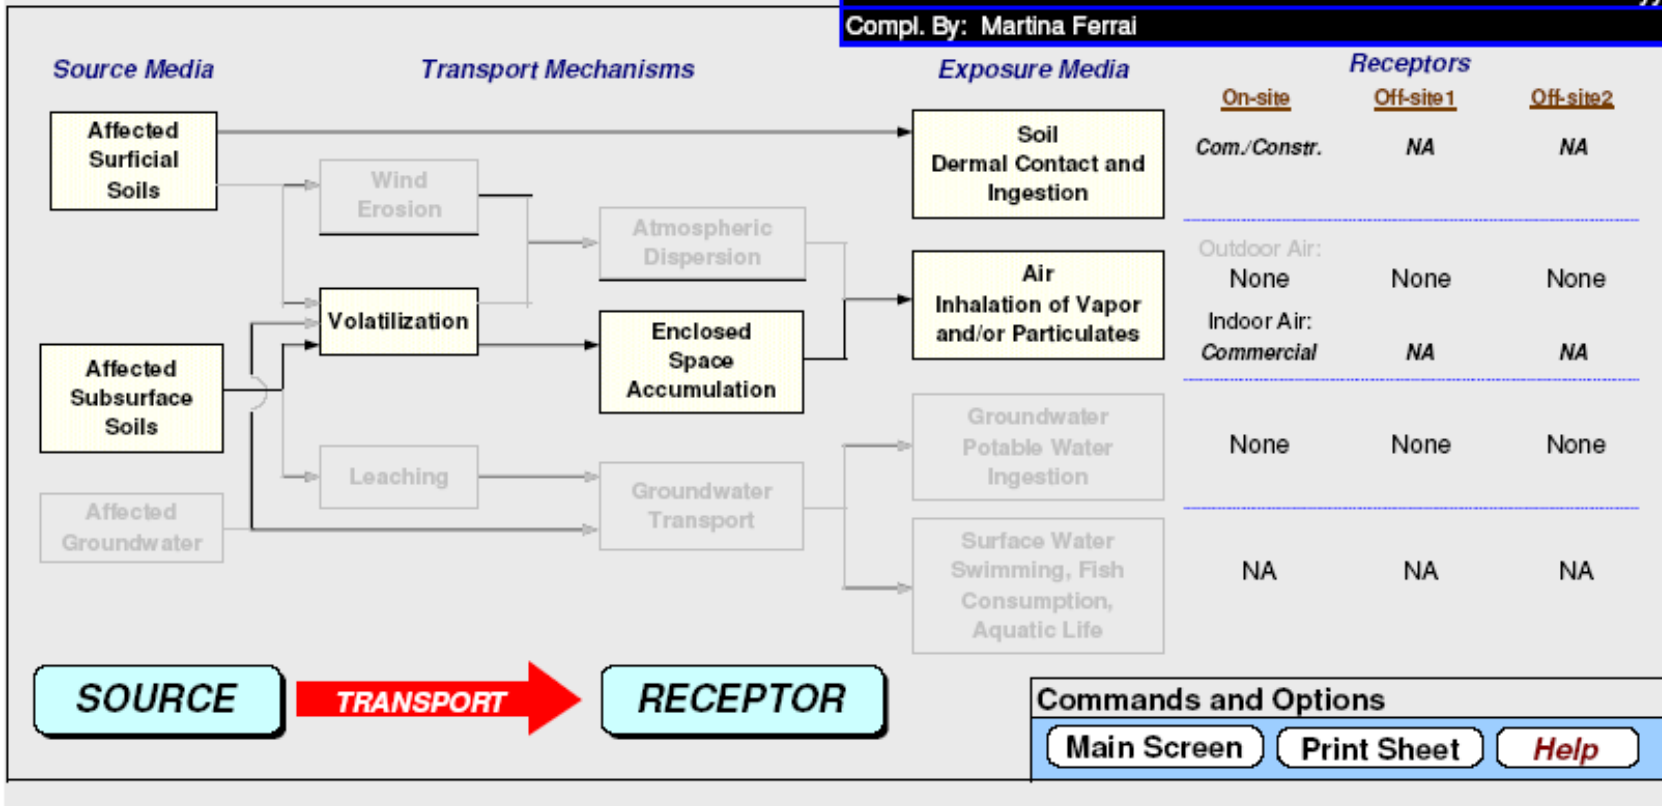 Compl. By: Martina Ferrai
Source Media
Transport Mechanisms
Exposure Media
Receptors
On-site
Off-site1
Off-site2
Affected
Surficial
Soils
Soil
Dermal Contact and
Ingestion
Com./Constr.
NA
NA
Wind
Erosion
Atmospheric
Dispersion
Air
Inhalation of Vapor
and/or Particulates
Outdoor Air:
None
None
None
Indoor Air:
Commercial
NA
NA
Volatilization
Enclosed
Space
Accumulation
Affected
Subsurface
Soils
Groundwater
Potable Water
Ingestion
None
None
None
Leaching
Groundwater
Transport
Affected
Groundwater
Surface Water
Swimming, Fish
Consumption,
Aquatic Life
NA
NA
NA
SOURCE
TRANSPORT
RECEPTOR
Commands and Options
Main Screen
Print Sheet
Help